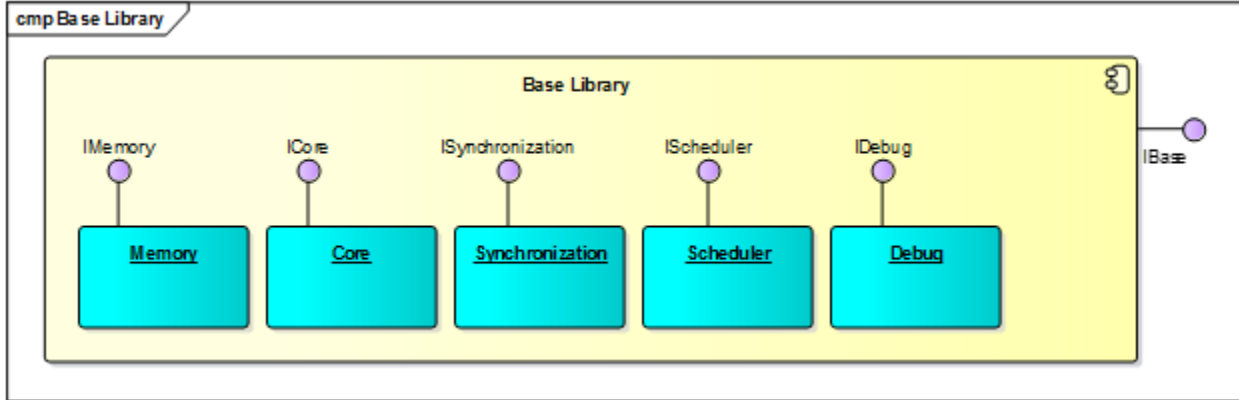 cmp Base Library
Base Library
IMemory ICore ISynchronization IScheduler IDebug
IBase
Memory Core Synchronization Scheduler Debug